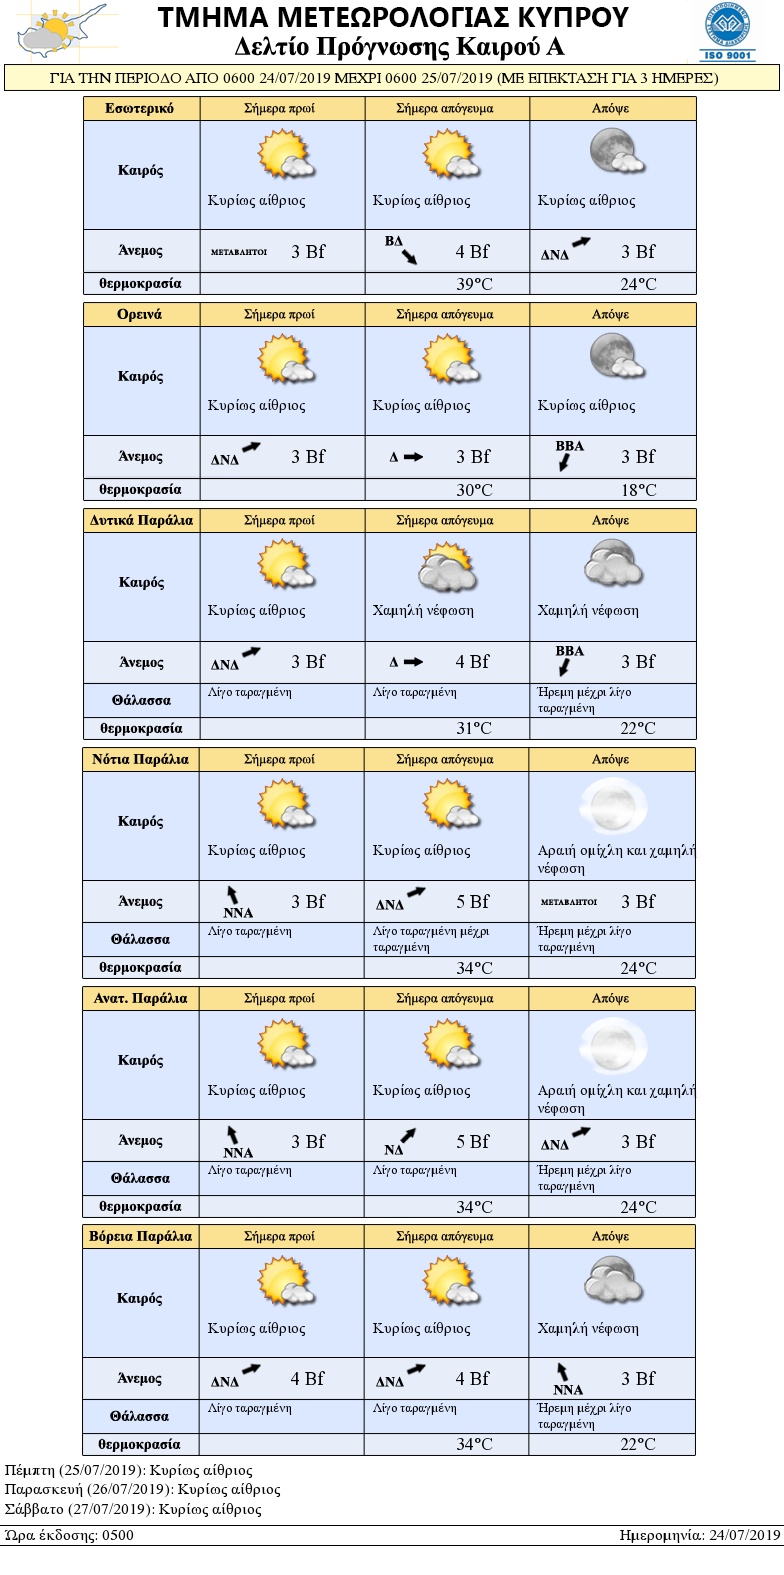 ΤΜΗΜΑ ΜΕΤΕΩΡΟΛΟΓΙΑΣ ΚΥΠΡΟΥ
Δελτίο Πρόγνωσης Καιρού Α
ISO 9001
ΓΙΑ ΤΗΝ ΠΕΡΙΟΔΟ ΑΠΟ 0600 24/07/2019 ΜΕΧΡΙ 0600 25/07/2019 (ΜΕ ΕΠΕΚΤΑΣΗ ΓΙΑ 3 ΗΜΕΡΕΣ)
Εσωτερικό Σήμερα πρωί Σήμερα απόγευμα Απόψε
Καιρός
Κυρίως αίθριος Κυρίως αίθριος Κυρίως αίθριος
Άνεμος ΜΕΤΑΒΛΗΤΟΙ 3 Bf ΒΔ 4 Bf ΔΝΔ 3 Bf
θερμοκρασία 39°C 24°C
Ορεινά Σήμερα πρωί Σήμερα απόγευμα Απόψε
Καιρός
Κυρίως αίθριος Κυρίως αίθριος Κυρίως αίθριος
Άνεμος ΔΝΔ 3 Bf Δ 3 Bf ΒΒΑ 3 Bf
θερμοκρασία 30°C 18°C
Δυτικά Παράλια Σήμερα πρωί Σήμερα απόγευμα Απόψε
Καιρός
Κυρίως αίθριος Χαμηλή νέφωση Χαμηλή νέφωση
Άνεμος ΔΝΔ 3 Bf Δ 4 Bf ΒΒΑ 3 Bf
Θάλασσα Λίγο ταραγμένη Λίγο ταραγμένη Ήρεμη μέχρι λίγο
ταραγμένη
θερμοκρασία 31°C 22°C
Νότια Παράλια Σήμερα πρωί Σήμερα απόγευμα Απόψε
Καιρός
Κυρίως αίθριος Κυρίως αίθριος Αραιή ομίχλη και χαμηλή
νέφωση
Άνεμος ΝΝΑ 3 Bf ΔΝΔ 5 Bf ΜΕΤΑΒΛΗΤΟΙ 3 Bf
Θάλασσα Λίγο ταραγμένη Λίγο ταραγμένη μέχρι Ήρεμη μέχρι λίγο
ταραγμένη ταραγμένη
θερμοκρασία 34°C 24°C
Ανατ. Παράλια Σήμερα πρωί Σήμερα απόγευμα Απόψε
Καιρός
Κυρίως αίθριος Κυρίως αίθριος Αραιή ομίχλη και χαμηλή
νέφωση
Άνεμος ΝΝΑ 3 Bf ΝΔ 5 Bf ΔΝΔ 3 Bf
Θάλασσα Λίγο ταραγμένη Λίγο ταραγμένη Ήρεμη μέχρι λίγο
ταραγμένη
θερμοκρασία 34°C 24°C
Βόρεια Παράλια Σήμερα πρωί Σήμερα απόγευμα Απόψε
Καιρός
Κυρίως αίθριος Κυρίως αίθριος Χαμηλή νέφωση
Άνεμος ΔΝΔ 4 Bf ΔΝΔ 4 Bf ΝΝΑ 3 Bf
Θάλασσα Λίγο ταραγμένη Λίγο ταραγμένη Ήρεμη μέχρι λίγο
ταραγμένη
θερμοκρασία 34°C 22°C
Πέμπτη (25/07/2019): Κυρίως αίθριος
Παρασκευή (26/07/2019): Κυρίως αίθριος
Σάββατο (27/07/2019): Κυρίως αίθριος
Ώρα έκδοσης: 0500 Ημερομηνία: 24/07/2019